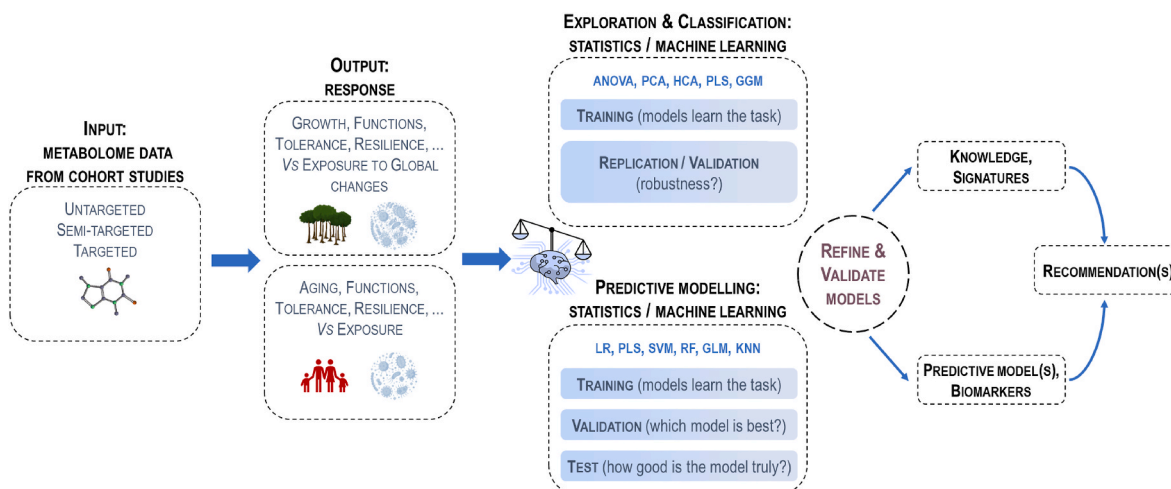 INPUT:
METABOLOME DATA
FROM COHORT STUDIES
UNTARGETED
SEMI-TARGETED
TARGETED
OUTPUT:
RESPONSE
GROWTH, FUNCTIONS,
TOLERANCE, RESILIENCE, ...
VS EXPOSURE TO GLOBAL
CHANGES
AGING, FUNCTIONS,
TOLERANCE, RESILIENCE, ...
VS EXPOSURE
EXPLORATION & CLASSIFICATION:
STATISTICS / MACHINE LEARNING
ANOVA, PCA, HCA, PLS, GGM
TRAINING (models learn the task)
REPLICATION / VALIDATION
(robustness?)
PREDICTIVE MODELLING:
STATISTICS / MACHINE LEARNING
LR, PLS, SVM, RF, GLM, KNN
TRAINING (models learn the task)
VALIDATION (which model is best?)
TEST (how good is the model truly?)
REFINE &
VALIDATE
MODELS
KNOWLEDGE,
SIGNATURES
PREDICTIVE MODEL(S),
BIOMARKERS
RECOMMENDATION(S)